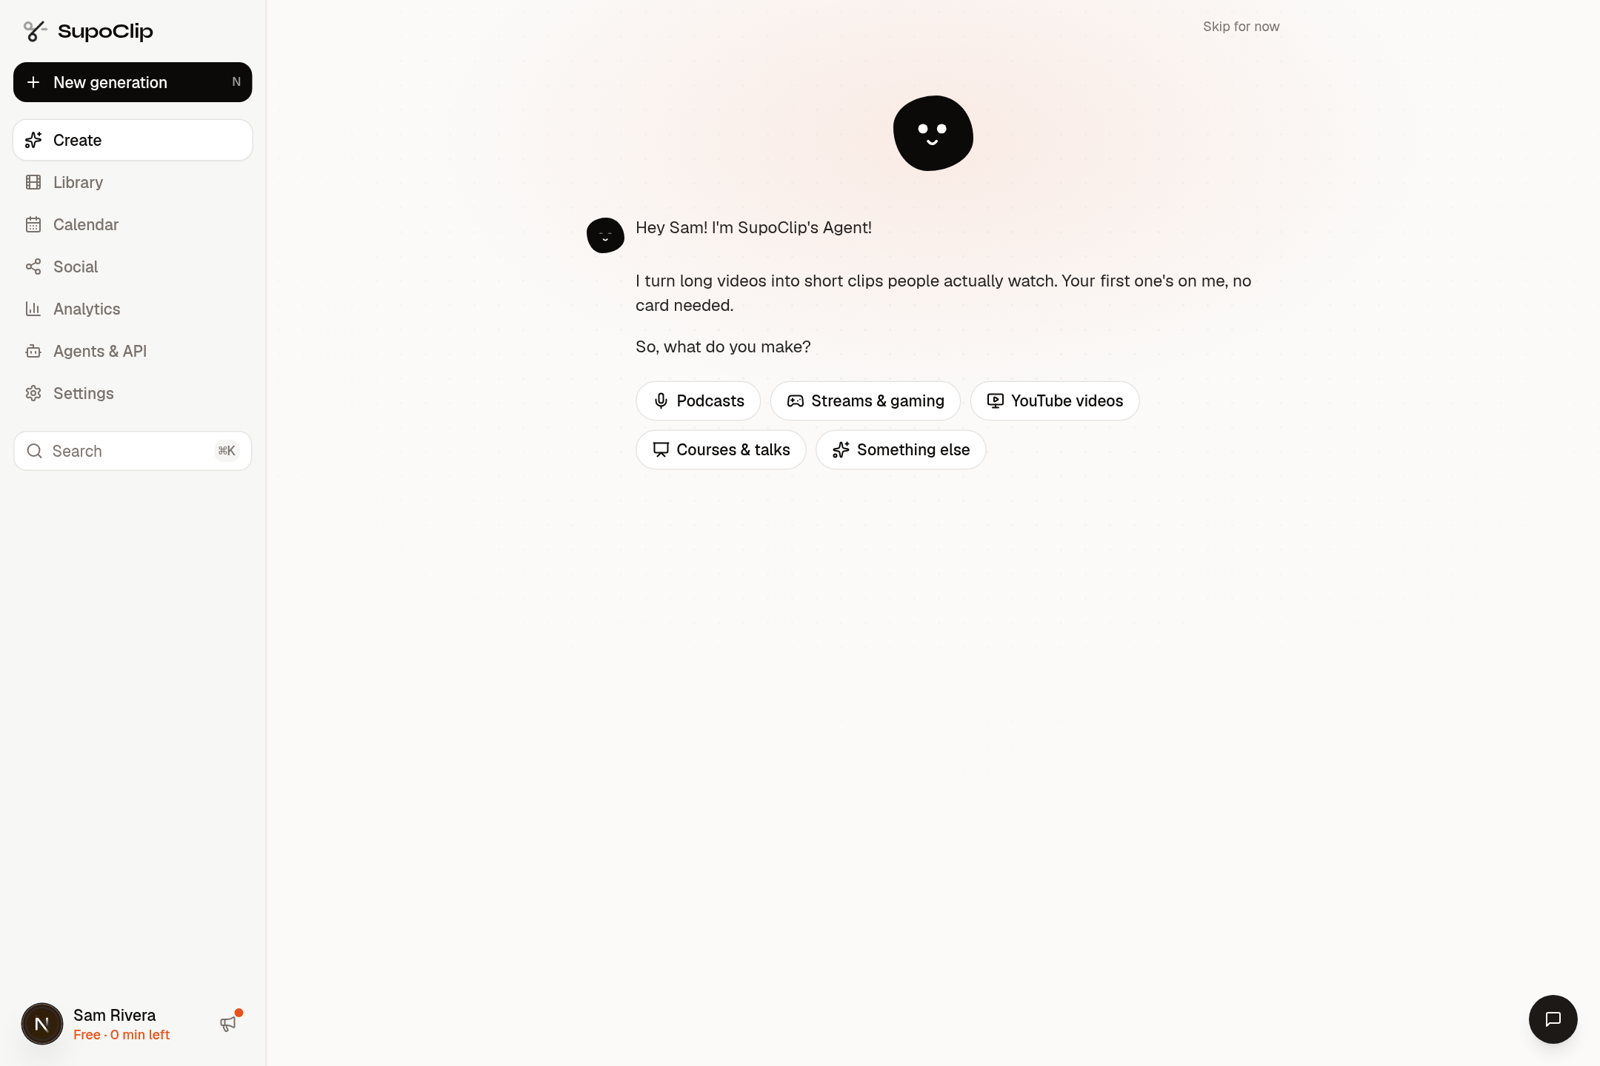 SupoClip
New generation N
Create
Library
Calendar
Social
Analytics
Agents & API
Settings
Search ⌘K
Sam Rivera
Free · 0 min left
N
Skip for now
Hey Sam! I'm SupoClip's Agent!
I turn long videos into short clips people actually watch. Your first one's on me, no
card needed.
So, what do you make?
Podcasts
Streams & gaming
YouTube videos
Courses & talks
Something else